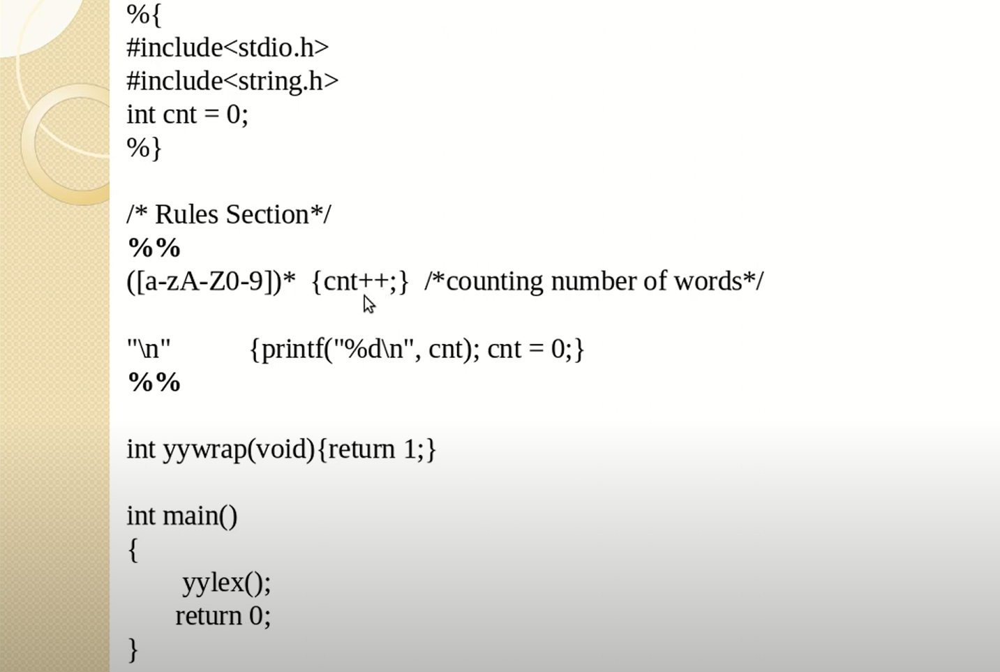 %{
#include<stdio.h>
#include<string.h>
int cnt = 0;
%}
/* Rules Section*/
%%
([a-zA-Z0-9])* {cnt++;} /*counting number of words*/
"\n" {printf("%d\n", cnt); cnt = 0;}
%%
int yywrap(void){return 1;}
int main()
{
yylex();
return 0;
}